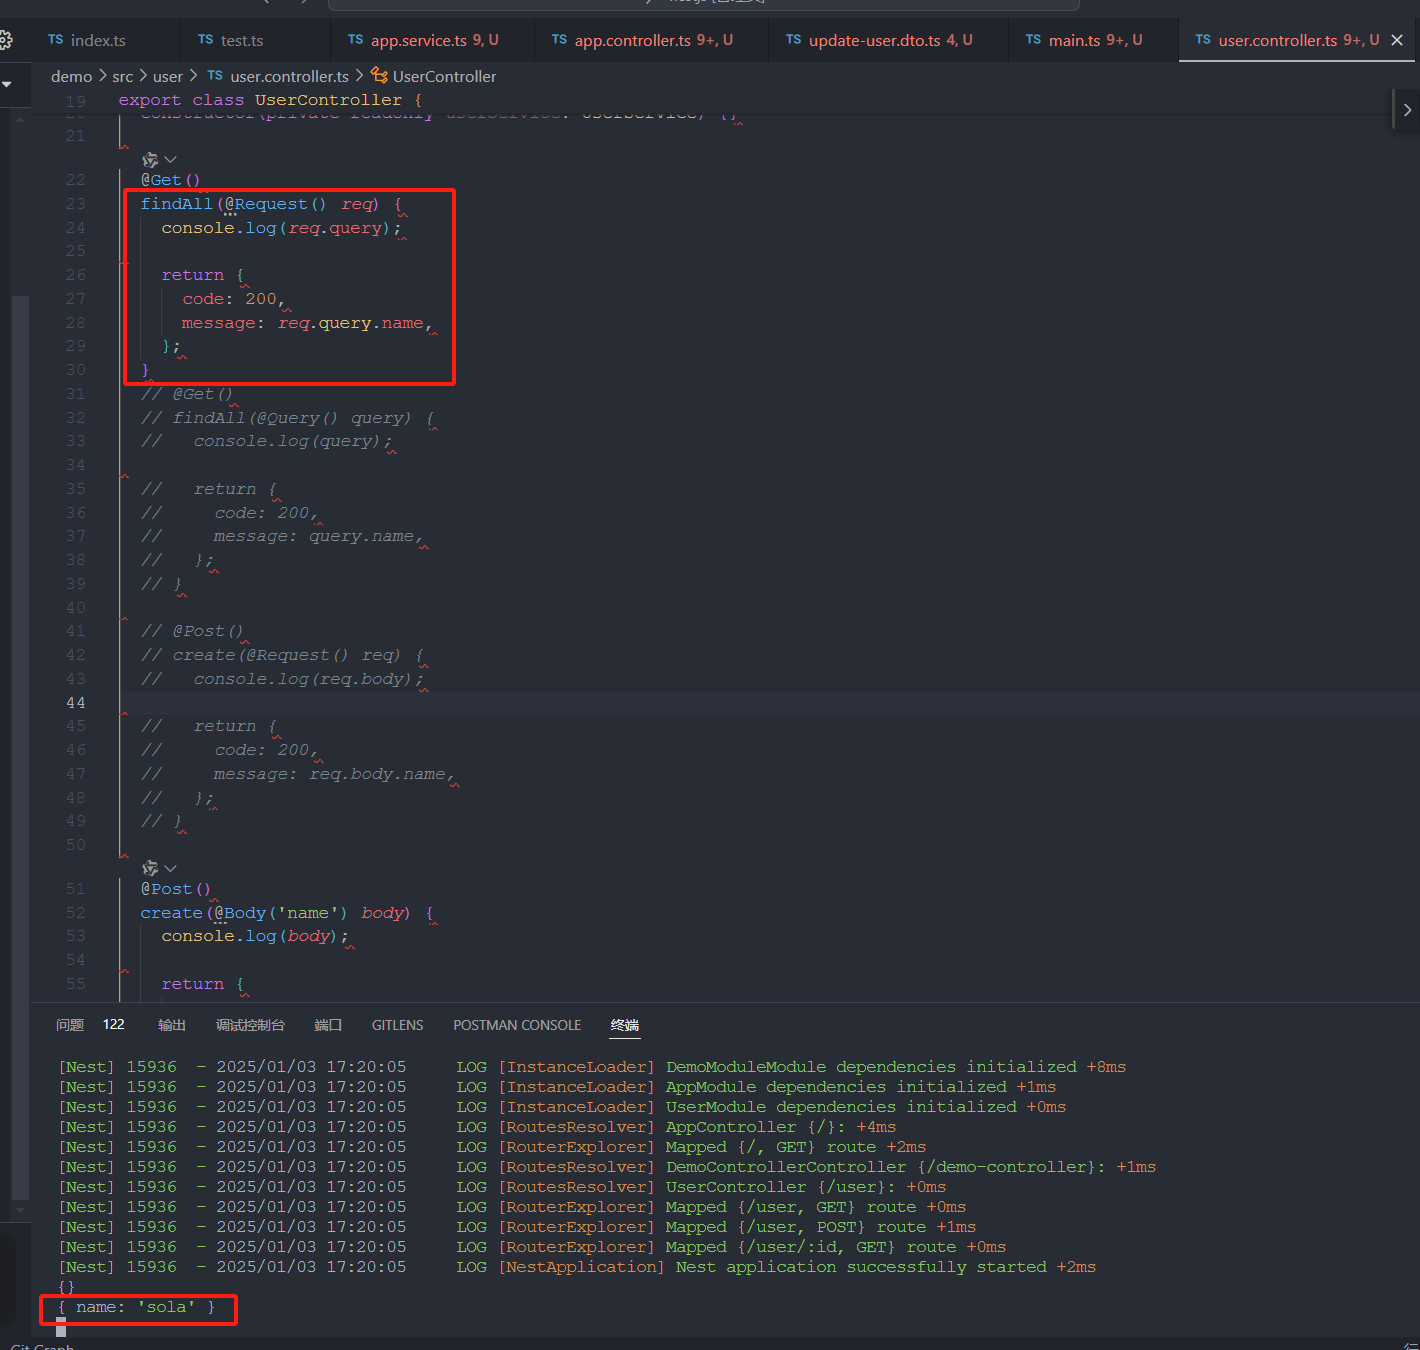 TS index.ts TS test.ts TS app.service.ts 9, U TS app.controller.ts 9+, U TS update-user.dto.ts 4, U TS main.ts 9+, U TS user.controller.ts 9+, U
demo > src > user > TS user.controller.ts > UserController
19 export class UserController {
20 constructor(private readonly userService: UserService) {}
21
22 @Get()
23 findAll(@Request() req) {
24 console.log(req.query);
25
26 return {
27 code: 200,
28 message: req.query.name,
29 };
30 }
31 // @Get()
32 // findAll(@Query() query) {
33 //   console.log(query);
34
35 //   return {
36 //     code: 200,
37 //     message: query.name,
38 //   };
39 // }
40
41 // @Post()
42 // create(@Request() req) {
43 //   console.log(req.body);
44
45 //   return {
46 //     code: 200,
47 //     message: req.body.name,
48 //   };
49 // }
50
51 @Post()
52 create(@Body('name') body) {
53 console.log(body);
54
55 return {
问题 122 输出 调试控制台 端口 GITLENS POSTMAN CONSOLE 终端
[Nest] 15936  - 2025/01/03 17:20:05     LOG [InstanceLoader] DemoModuleModule dependencies initialized +8ms
[Nest] 15936  - 2025/01/03 17:20:05     LOG [InstanceLoader] AppModule dependencies initialized +1ms
[Nest] 15936  - 2025/01/03 17:20:05     LOG [InstanceLoader] UserModule dependencies initialized +0ms
[Nest] 15936  - 2025/01/03 17:20:05     LOG [RoutesResolver] AppController {/}: +4ms
[Nest] 15936  - 2025/01/03 17:20:05     LOG [RouterExplorer] Mapped {/, GET} route +2ms
[Nest] 15936  - 2025/01/03 17:20:05     LOG [RoutesResolver] DemoControllerController {/demo-controller}: +1ms
[Nest] 15936  - 2025/01/03 17:20:05     LOG [RoutesResolver] UserController {/user}: +0ms
[Nest] 15936  - 2025/01/03 17:20:05     LOG [RouterExplorer] Mapped {/user, GET} route +0ms
[Nest] 15936  - 2025/01/03 17:20:05     LOG [RouterExplorer] Mapped {/user, POST} route +1ms
[Nest] 15936  - 2025/01/03 17:20:05     LOG [RouterExplorer] Mapped {/user/:id, GET} route +0ms
[Nest] 15936  - 2025/01/03 17:20:05     LOG [NestApplication] Nest application successfully started +2ms
{}
{ name: 'sola' }
Git Graph